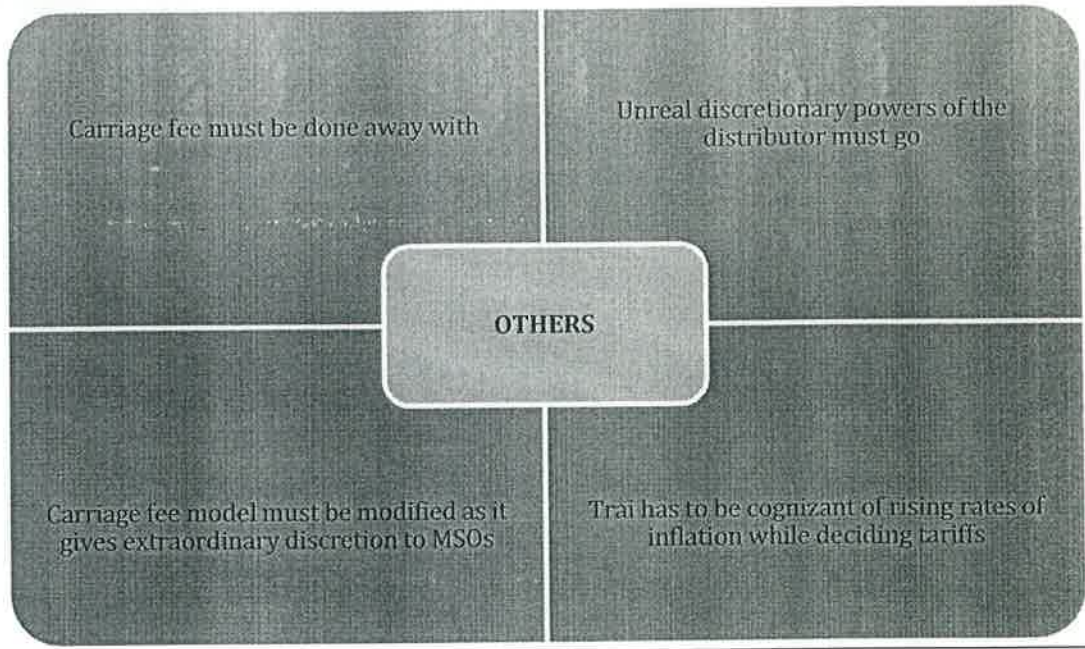 Carriage fee must be done away with
Unreal discretionary powers of the
distributor must go
OTHERS
Carriage fee model must be modified as it
gives extraordinary discretion to MSOs
Trai has to be cognizant of rising rates of
inflation while deciding tariffs